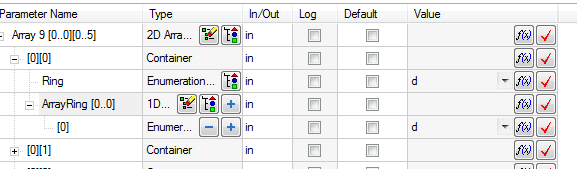 Parameter Name Type In/Out Log Default Value
Array 9 [0..0][0..5] 2D Arra... in f(x)
[0][0] Container in f(x)
Ring Enumeration... in d f(x)
ArrayRing [0..0] 1D... in f(x)
[0] Enumer... in d f(x)
[0][1] Container in f(x)